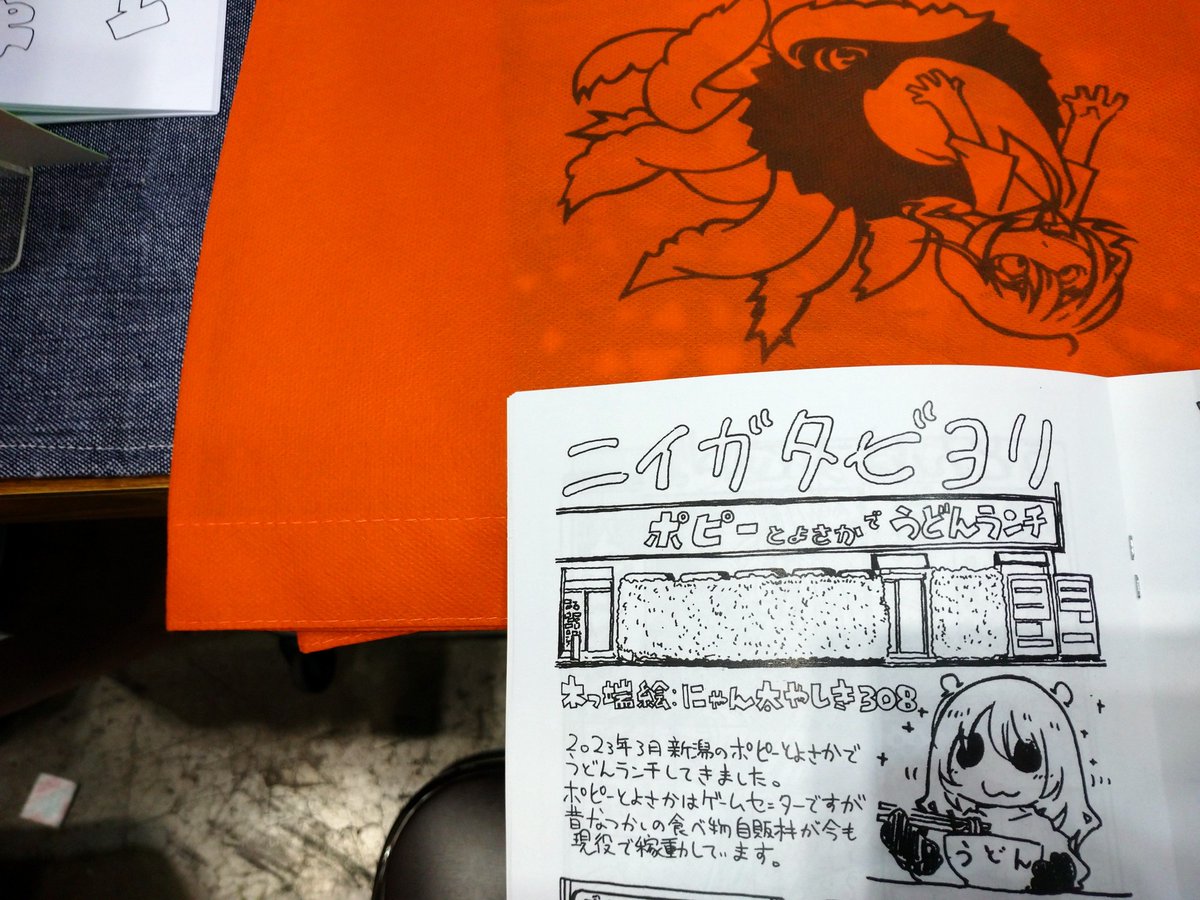 ニイガタビヨリ
ポピーとよさかで うどんランチ
木っ端絵:にゃん太やしき308
2023年3月新潟のポピーとよさかで
うどんランチしてきました。
ポピーとよさかはゲームセンターですが
昔なつかしの食べ物自販材が今も
現役で稼動しています。
うどん